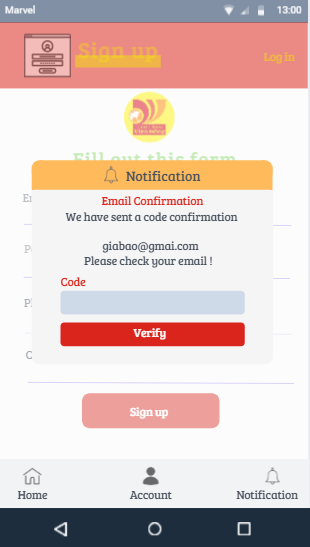 Marvel
13:00
Sign up
Log in
Fill out this form
Notification
Email Confirmation
We have sent a code confirmation
giabao@gmai.com
Please check your email !
Code
Verify
Sign up
Home
Account
Notification